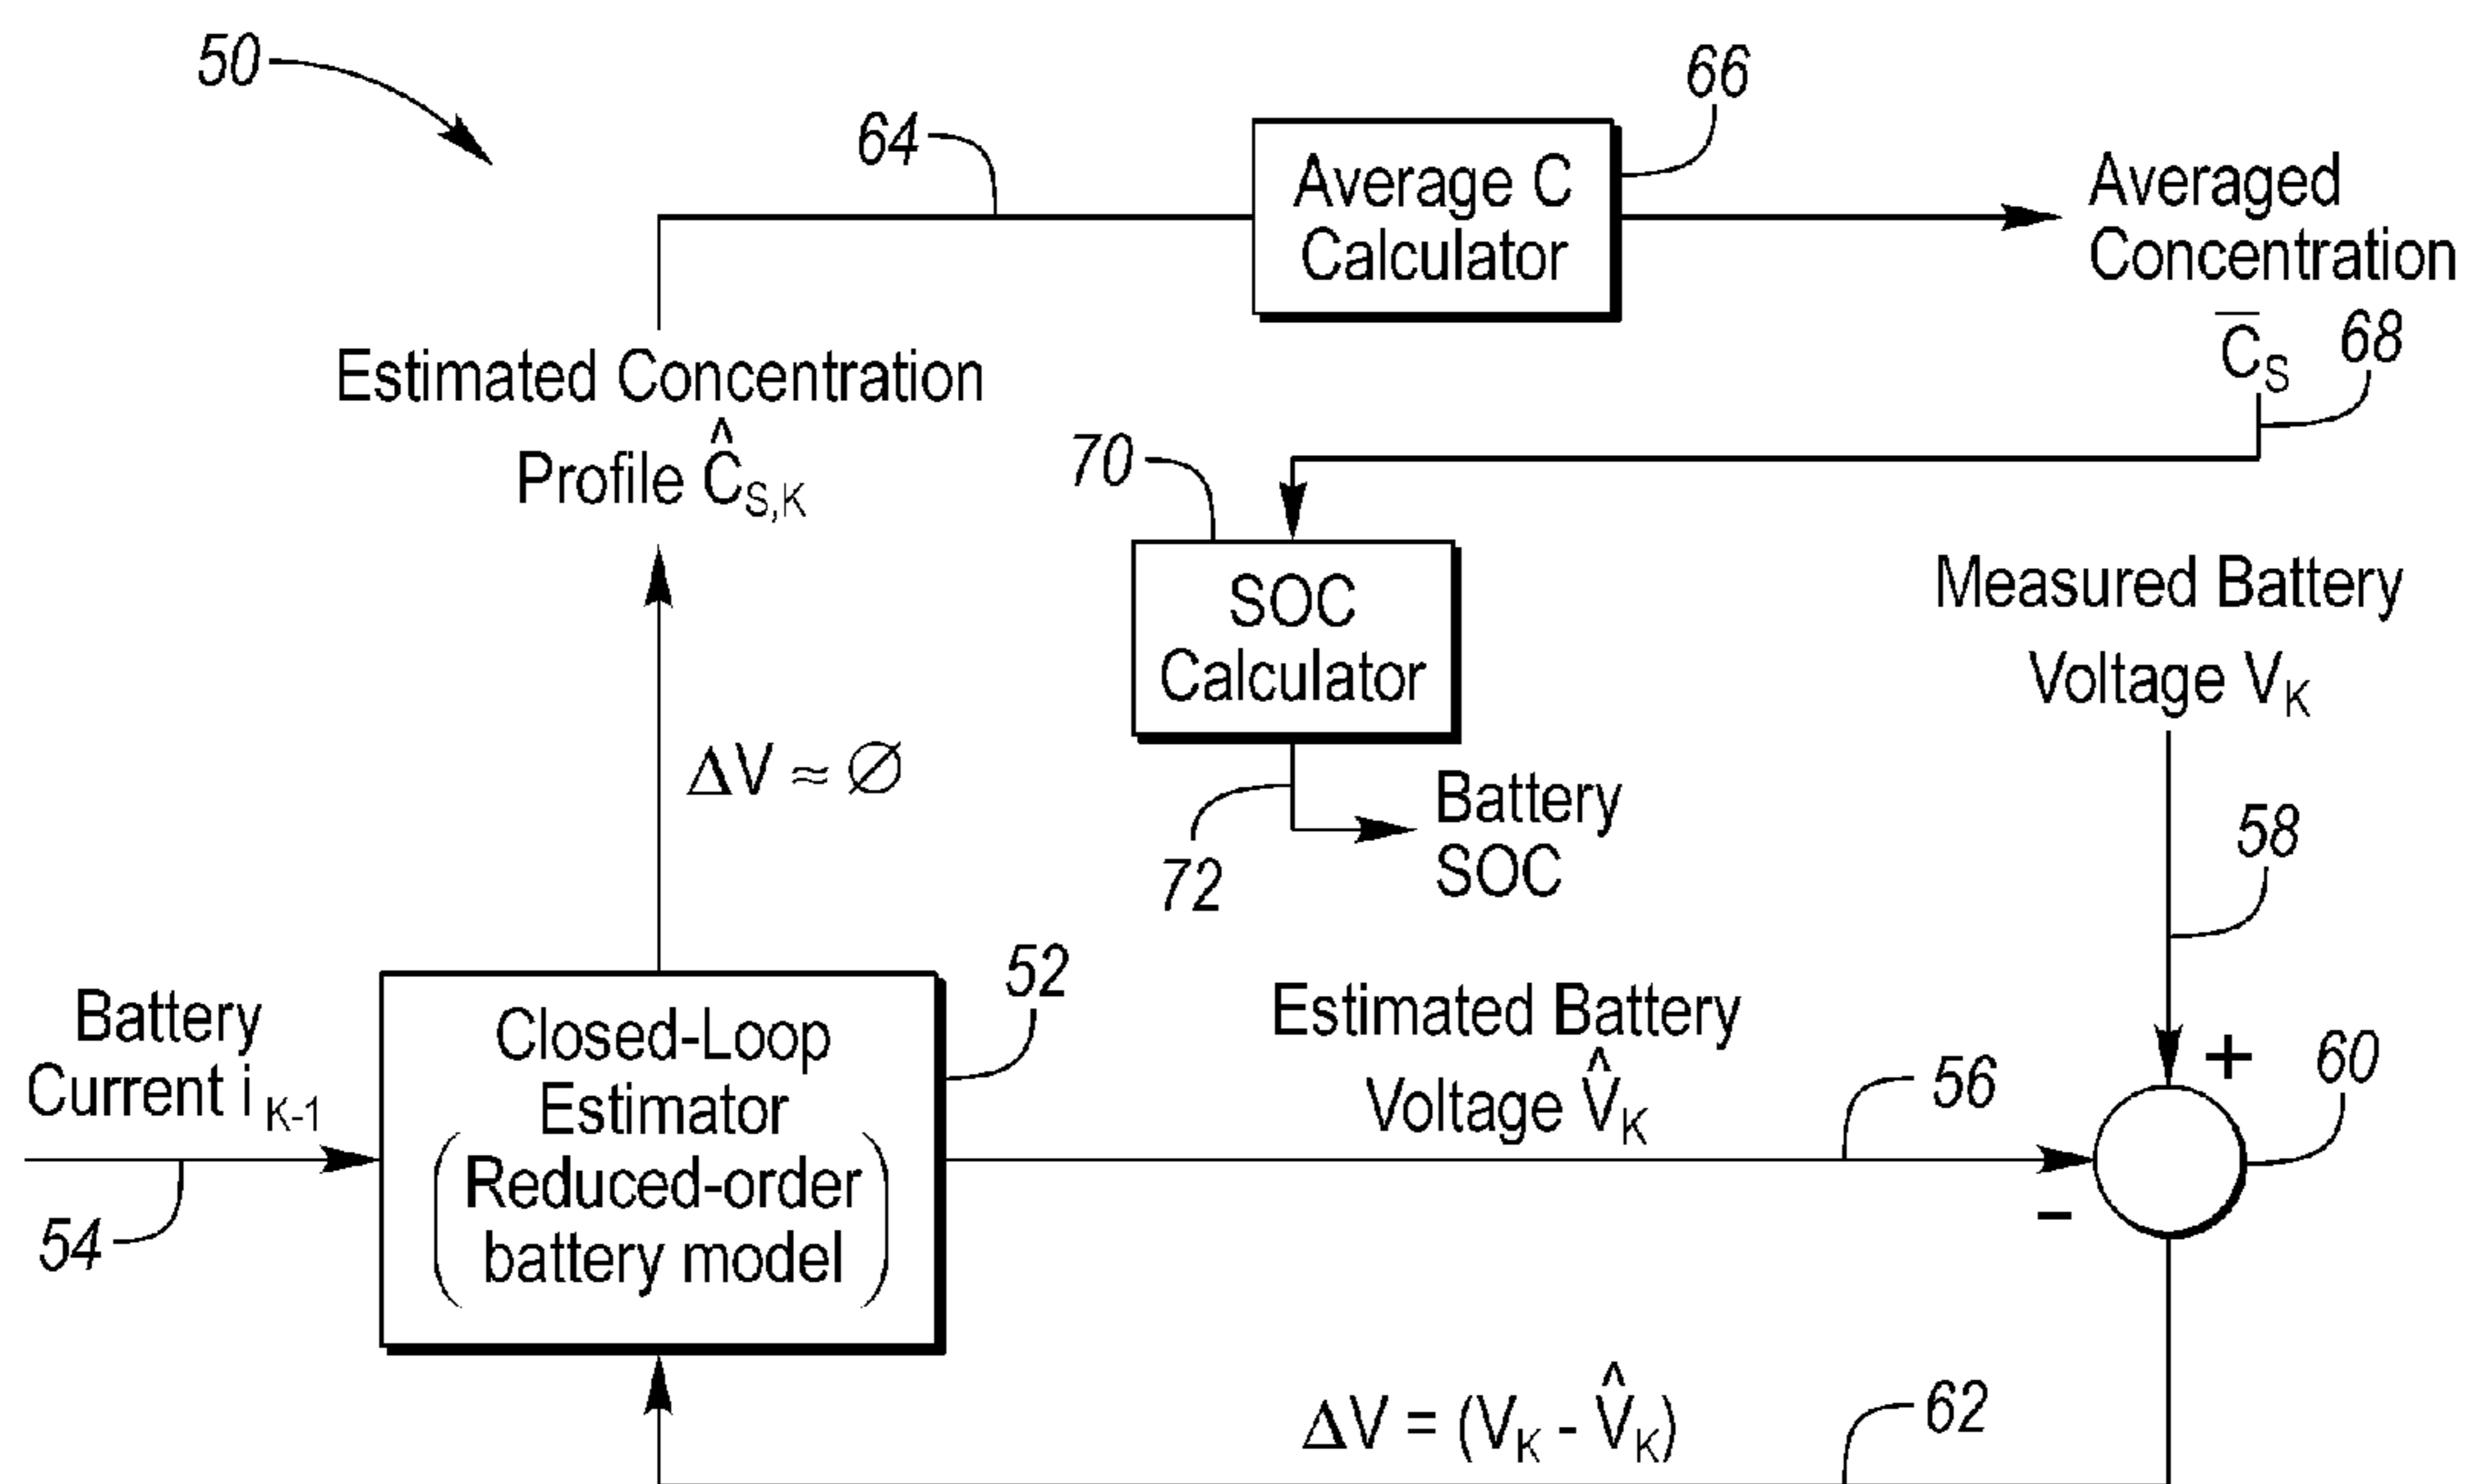 50
64
66
Average C
Calculator
Averaged
Concentration
C̅S
68
Estimated Concentration
Profile ĈS,K
70
SOC
Calculator
72
Battery
SOC
Measured Battery
Voltage VK
58
ΔV ≈ ∅
Battery
Current iK-1
54
52
Closed-Loop
Estimator
(Reduced-order
battery model)
Estimated Battery
Voltage V̂K
56
+
-
60
ΔV = (VK - V̂K)
62